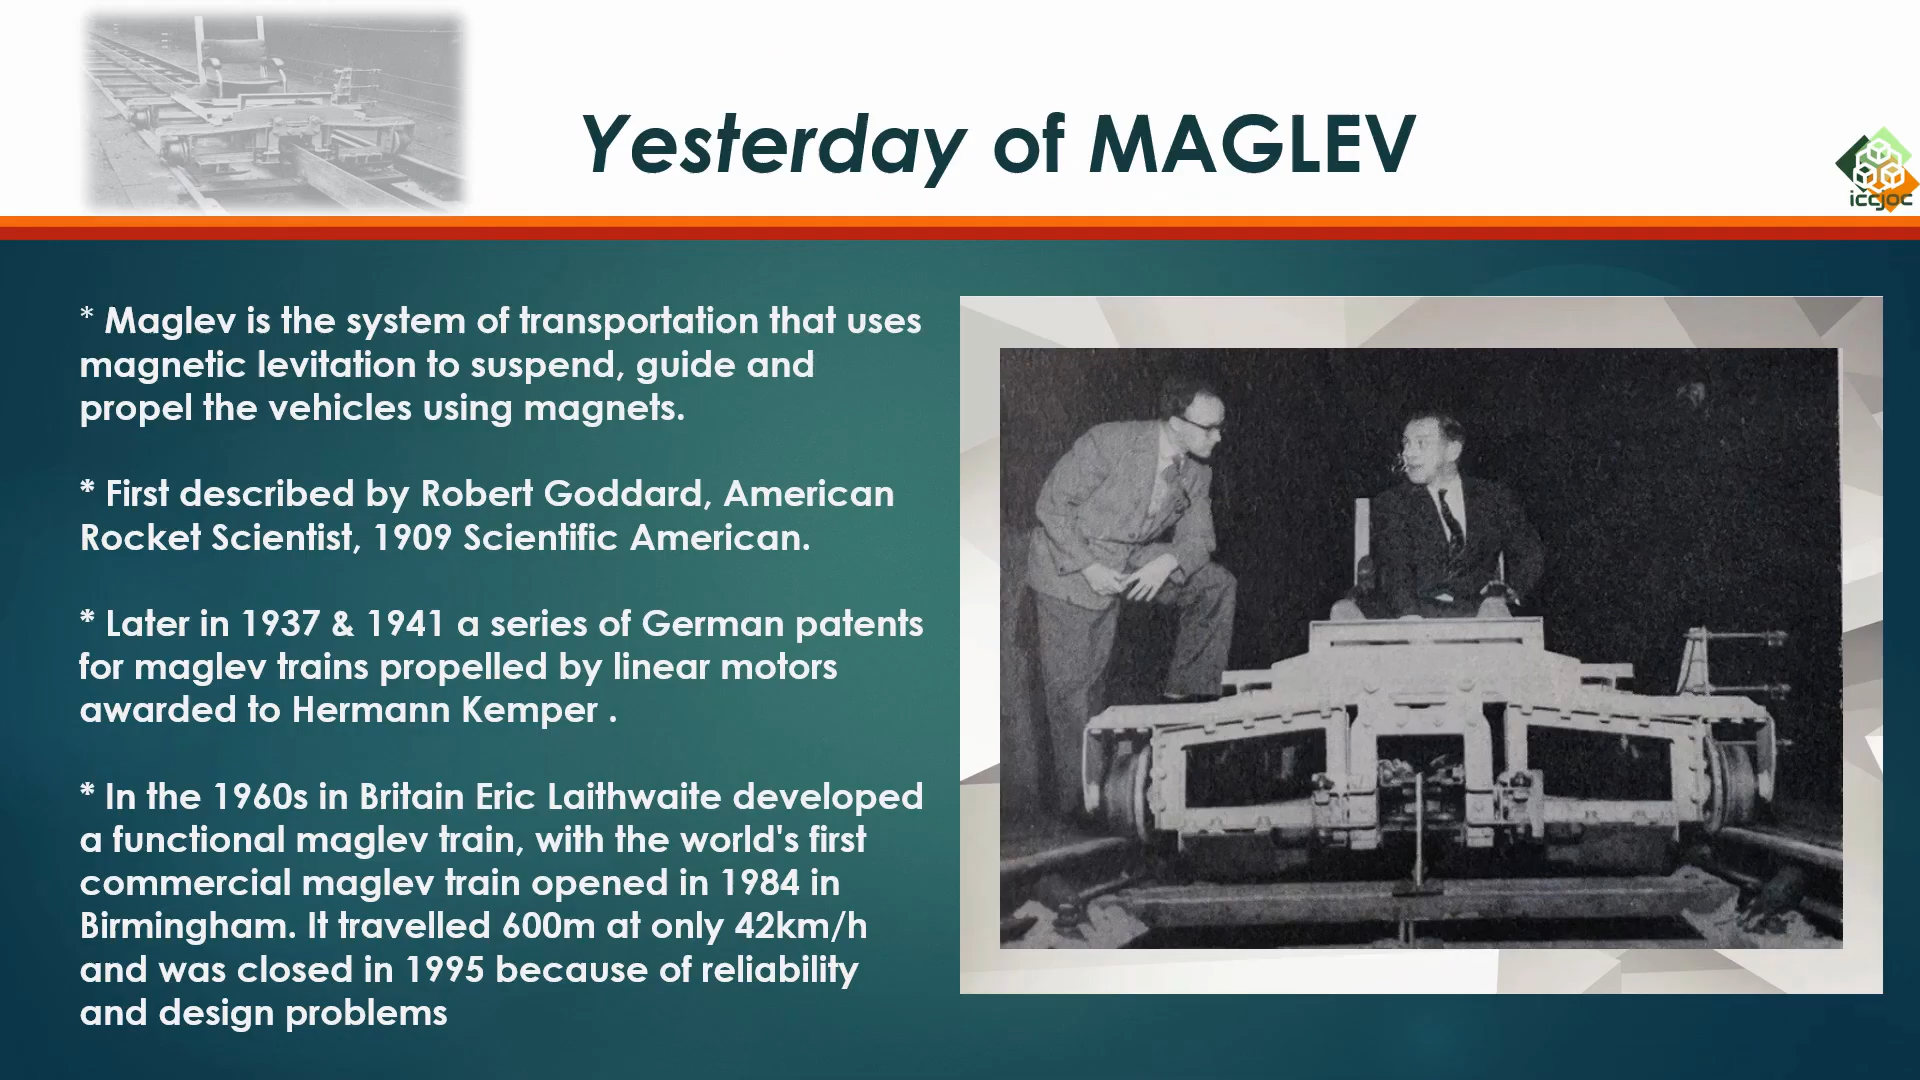 Yesterday of MAGLEV
iccjoc
* Maglev is the system of transportation that uses
magnetic levitation to suspend, guide and
propel the vehicles using magnets.
* First described by Robert Goddard, American
Rocket Scientist, 1909 Scientific American.
* Later in 1937 & 1941 a series of German patents
for maglev trains propelled by linear motors
awarded to Hermann Kemper .
* In the 1960s in Britain Eric Laithwaite developed
a functional maglev train, with the world's first
commercial maglev train opened in 1984 in
Birmingham. It travelled 600m at only 42km/h
and was closed in 1995 because of reliability
and design problems